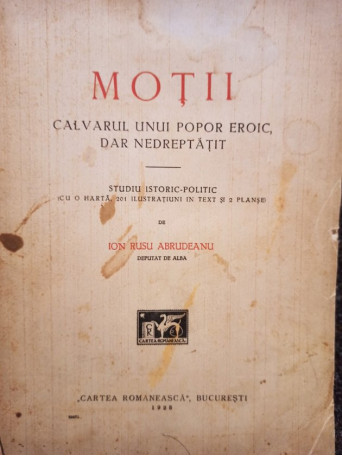 MOȚII
CALVARUL UNUI POPOR EROIC,
DAR NEDREPTĂȚIT
STUDIU ISTORIC-POLITIC
(CU O HARTĂ, 201 ILUSTRAȚIUNI IN TEXT ȘI 2 PLANȘE)
DE
ION RUSU ABRUDEANU
DEPUTAT DE ALBA
CARTEA ROMÂNEASCĂ
„CARTEA ROMÂNEASCĂ", BUCUREȘTI
1928